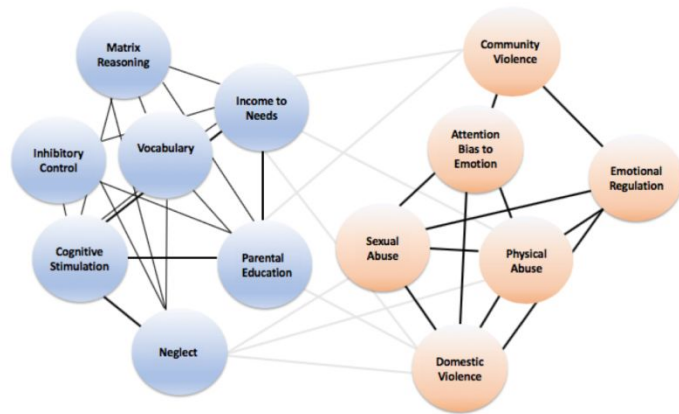 Matrix
Reasoning
Income to
Needs
Inhibitory
Control
Vocabulary
Cognitive
Stimulation
Parental
Education
Neglect
Community
Violence
Attention
Bias to
Emotion
Emotional
Regulation
Sexual
Abuse
Physical
Abuse
Domestic
Violence